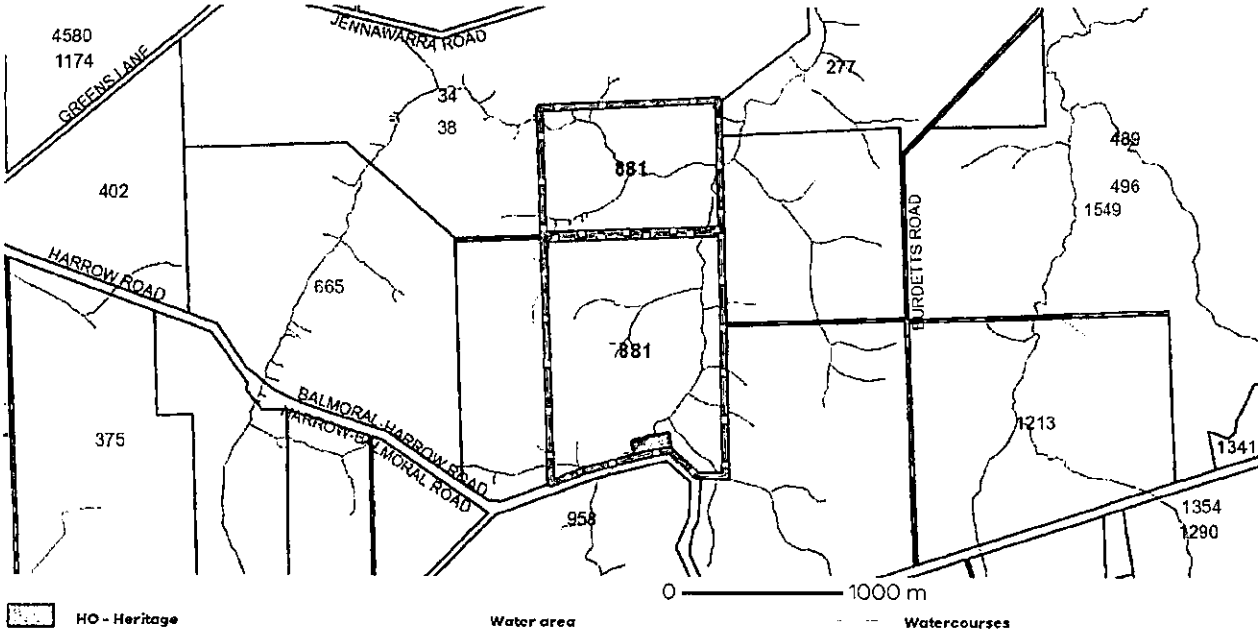 4580
1174
GREENS LANE
JENNAWARRA ROAD
277
34
38
402
881
489
496
1549
HARROW ROAD
665
BURDETTS ROAD
881
375
BALMORAL-HARROW ROAD
HARROW-BALMORAL ROAD
1213
1341
958
1354
1290
0 1000 m
HO - Heritage
Water area
Watercourses